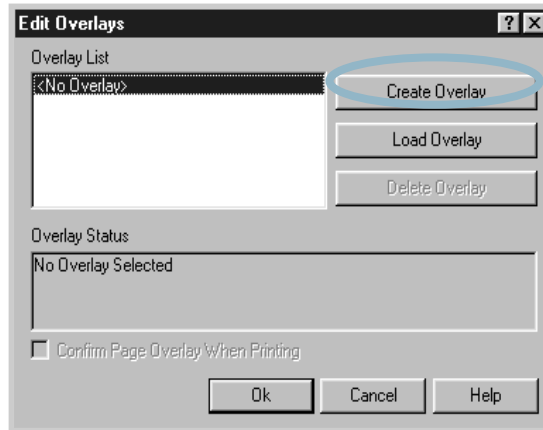 Edit Overlays
Overlay List
<No Overlay>
Create Overlay
Load Overlay
Delete Overlay
Overlay Status
No Overlay Selected
Confirm Page Overlay When Printing
Ok Cancel Help